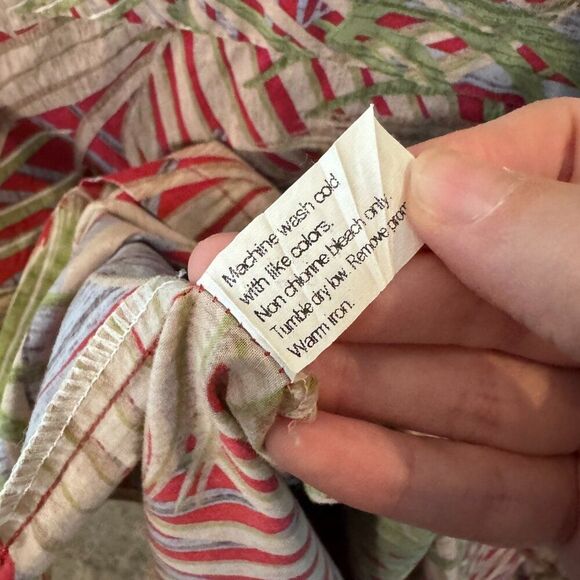 Machine wash cold
with like colors.
Non chlorine bleach only.
Tumble dry low. Remove
Warm iron.